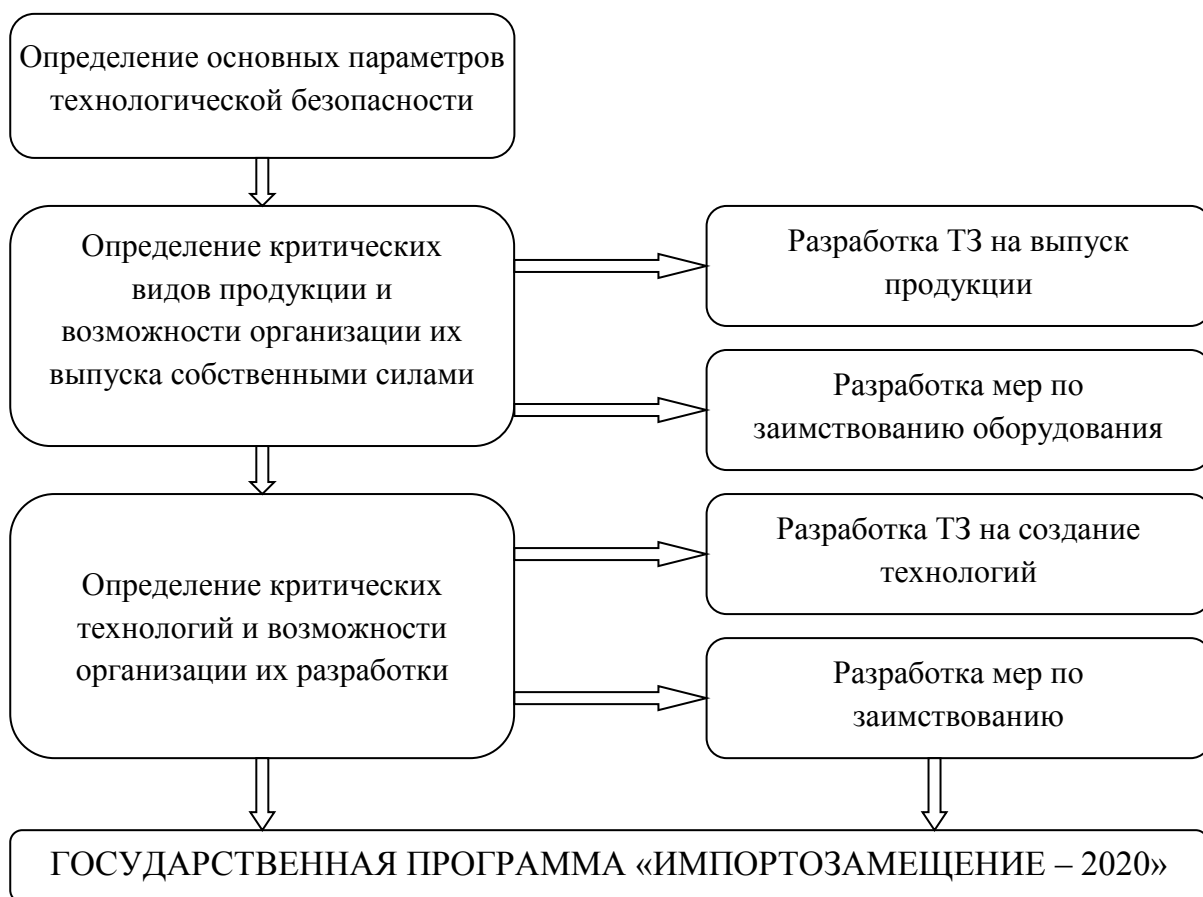 Определение основных параметров
технологической безопасности
Определение критических
видов продукции и
возможности организации их
выпуска собственными силами
Разработка ТЗ на выпуск
продукции
Разработка мер по
заимствованию оборудования
Определение критических
технологий и возможности
организации их разработки
Разработка ТЗ на создание
технологий
Разработка мер по
заимствованию
ГОСУДАРСТВЕННАЯ ПРОГРАММА «ИМПОРТОЗАМЕЩЕНИЕ – 2020»